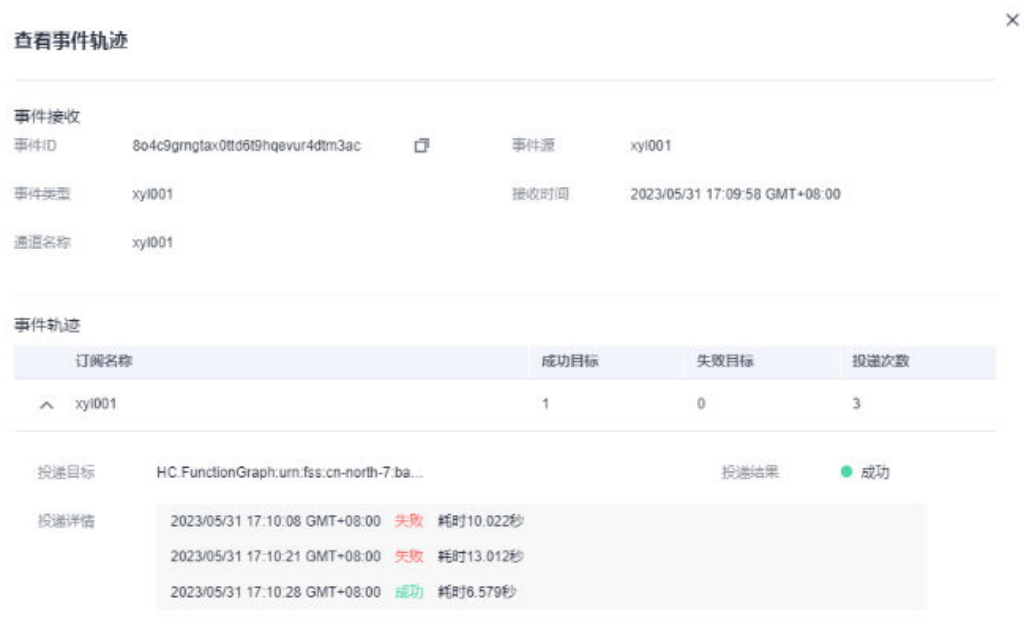 查看事件轨迹
事件接收
事件ID 8o4c9grngtax0ttd6t9hqevur4dtm3ac 事件源 xyl001
事件类型 xyl001 接收时间 2023/05/31 17:09:58 GMT+08:00
通道名称 xyl001
事件轨迹
订阅名称 成功目标 失败目标 投递次数
xyl001 1 0 3
投递目标 HC.FunctionGraph:urn:fss:cn-north-7:ba... 投递结果 成功
投递详情 2023/05/31 17:10:08 GMT+08:00 失败 耗时10.022秒
2023/05/31 17:10:21 GMT+08:00 失败 耗时13.012秒
2023/05/31 17:10:28 GMT+08:00 成功 耗时6.579秒